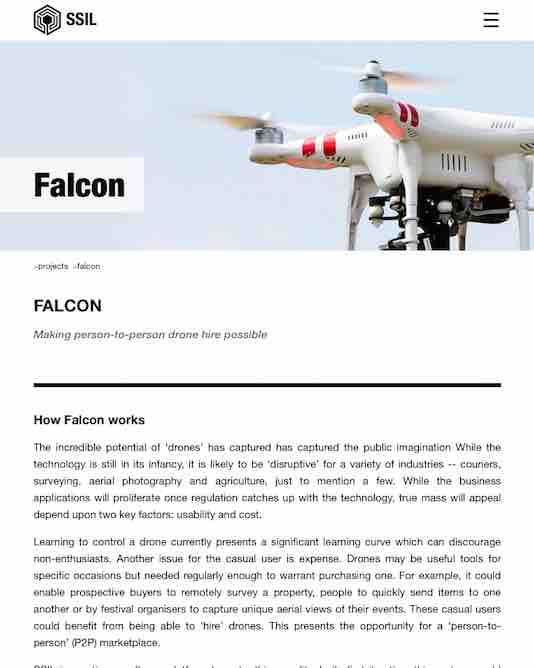 SSIL
Falcon
>projects >falcon
FALCON
Making person-to-person drone hire possible
How Falcon works
The incredible potential of 'drones' has captured has captured the public imagination While the
technology is still in its infancy, it is likely to be 'disruptive' for a variety of industries -- couriers,
surveying, aerial photography and agriculture, just to mention a few. While the business
applications will proliferate once regulation catches up with the technology, true mass will appeal
depend upon two key factors: usability and cost.
Learning to control a drone currently presents a significant learning curve which can discourage
non-enthusiasts. Another issue for the casual user is expense. Drones may be useful tools for
specific occasions but needed regularly enough to warrant purchasing one. For example, it could
enable prospective buyers to remotely survey a property, people to quickly send items to one
another or by festival organisers to capture unique aerial views of their events. These casual users
could benefit from being able to 'hire' drones. This presents the opportunity for a 'person-to-
person' (P2P) marketplace.